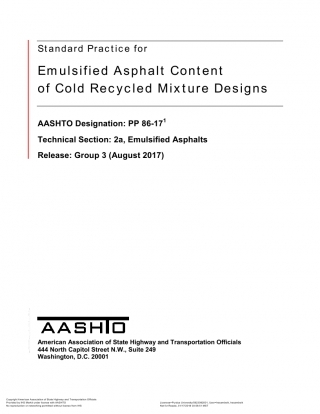 Standard Practice for
Emulsified Asphalt Content
of Cold Recycled Mixture Designs
AASHTO Designation: PP 86-17¹
Technical Section: 2a, Emulsified Asphalts
Release: Group 3 (August 2017)
AASHTO
American Association of State Highway and Transportation Officials
444 North Capitol Street N.W., Suite 249
Washington, D.C. 20001